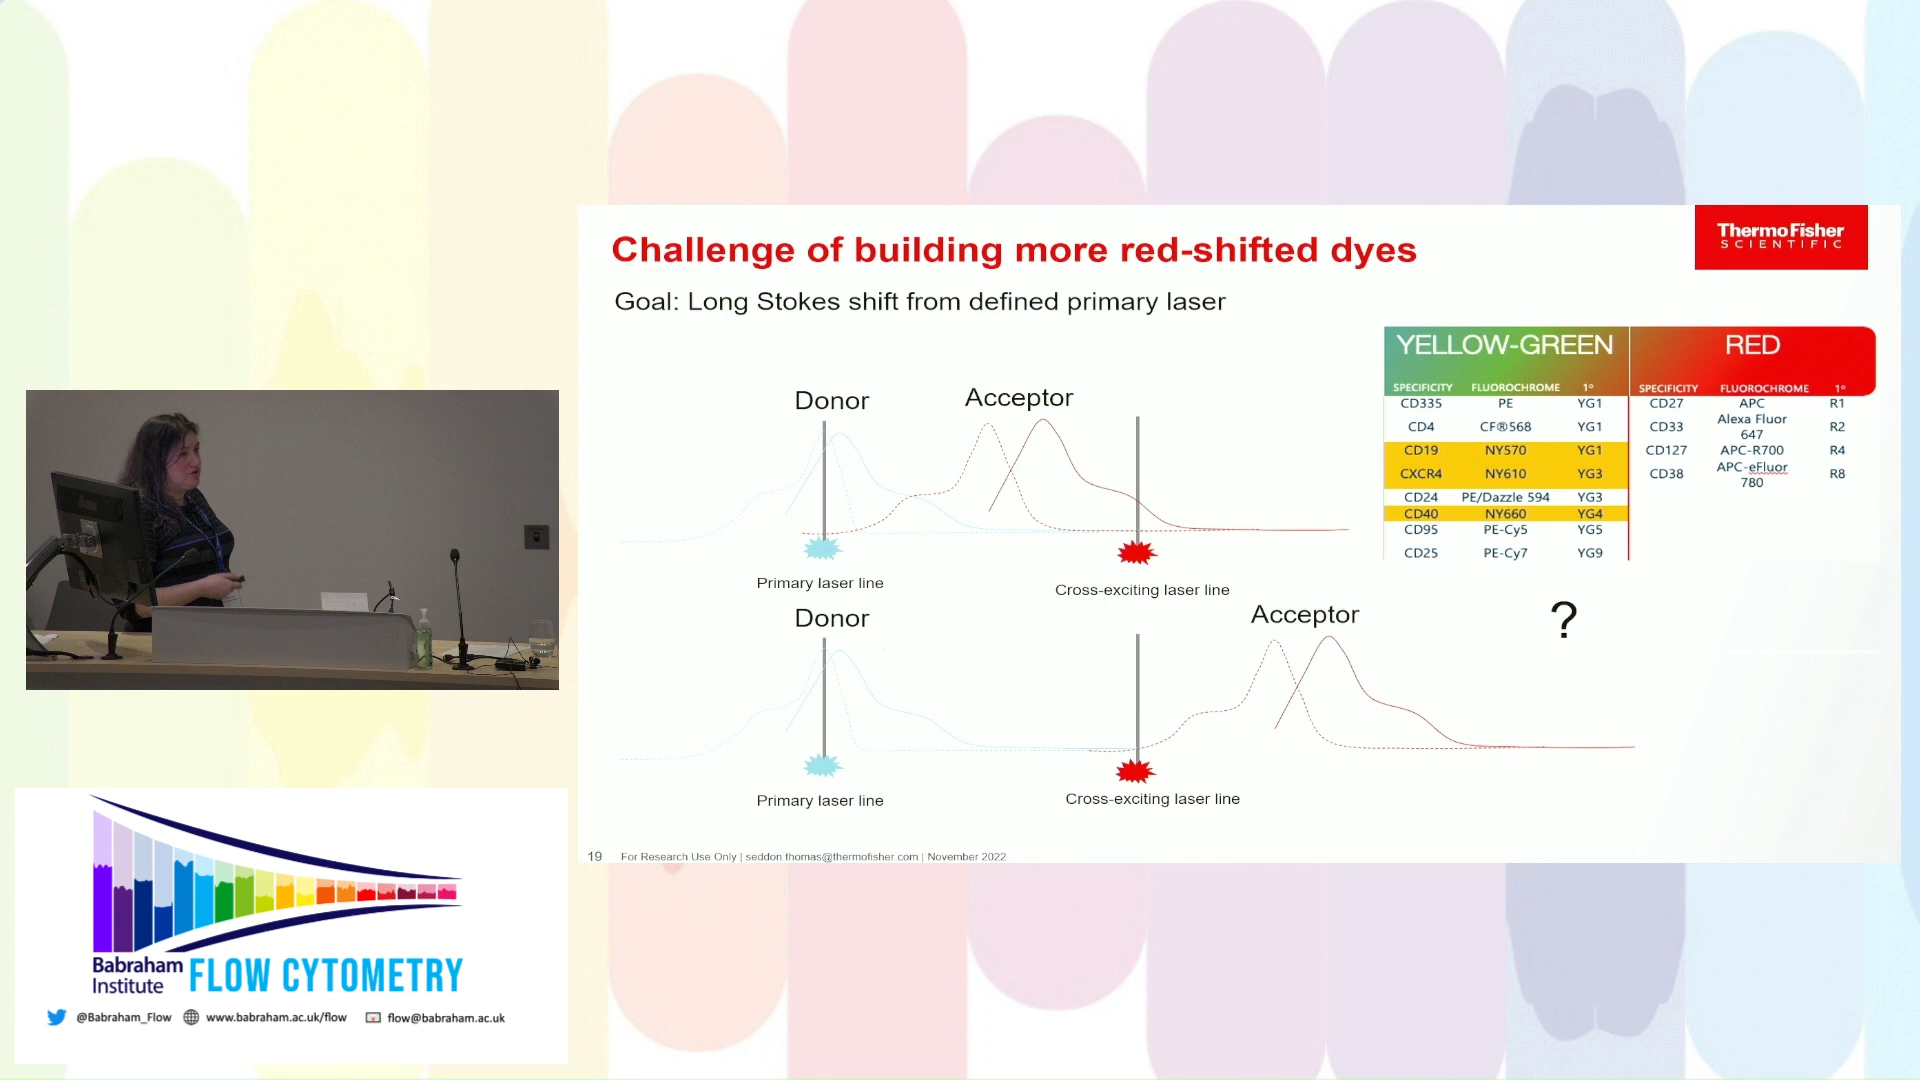 Challenge of building more red-shifted dyes
ThermoFisher
SCIENTIFIC
Goal: Long Stokes shift from defined primary laser
Donor
Acceptor
Primary laser line
Cross-exciting laser line
Donor
Acceptor
?
Primary laser line
Cross-exciting laser line
YELLOW-GREEN
RED
SPECIFICITY FLUOROCHROME 1° SPECIFICITY FLUOROCHROME 1°
CD335 PE YG1 CD27 APC R1
CD4 CF®568 YG1 CD33 Alexa Fluor 647 R2
CD19 NY570 YG1 CD127 APC-R700 R4
CXCR4 NY610 YG3 CD38 APC-eFluor 780 R8
CD24 PE/Dazzle 594 YG3
CD40 NY660 YG4
CD95 PE-Cy5 YG5
CD25 PE-Cy7 YG9
19 For Research Use Only | seddon.thomas@thermofisher.com | November 2022
Babraham
Institute
FLOW CYTOMETRY
@Babraham_Flow www.babraham.ac.uk/flow flow@babraham.ac.uk